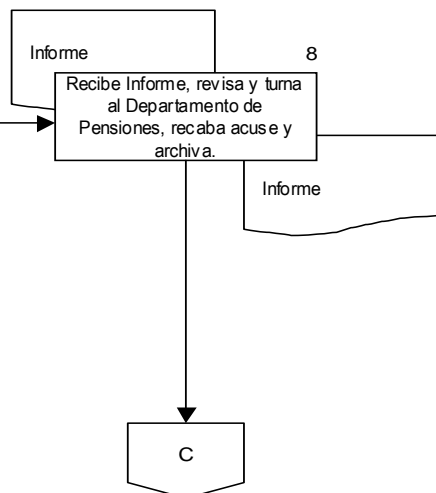 Informe
8
Recibe Informe, revisa y turna
al Departamento de
Pensiones, recaba acuse y
archiva.
Informe
C